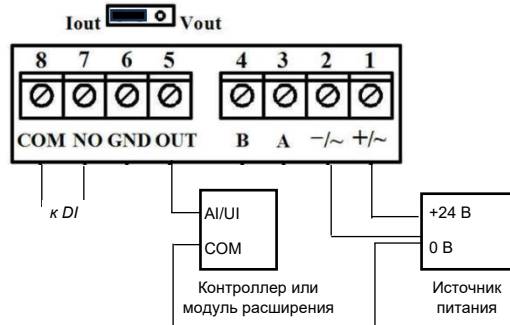 Iout Vout
8 7 6 5 4 3 2 1
COM NO GND OUT B A −/~ +/~
к DI
AI/UI
COM
Контроллер или
модуль расширения
+24 В
0 В
Источник
питания